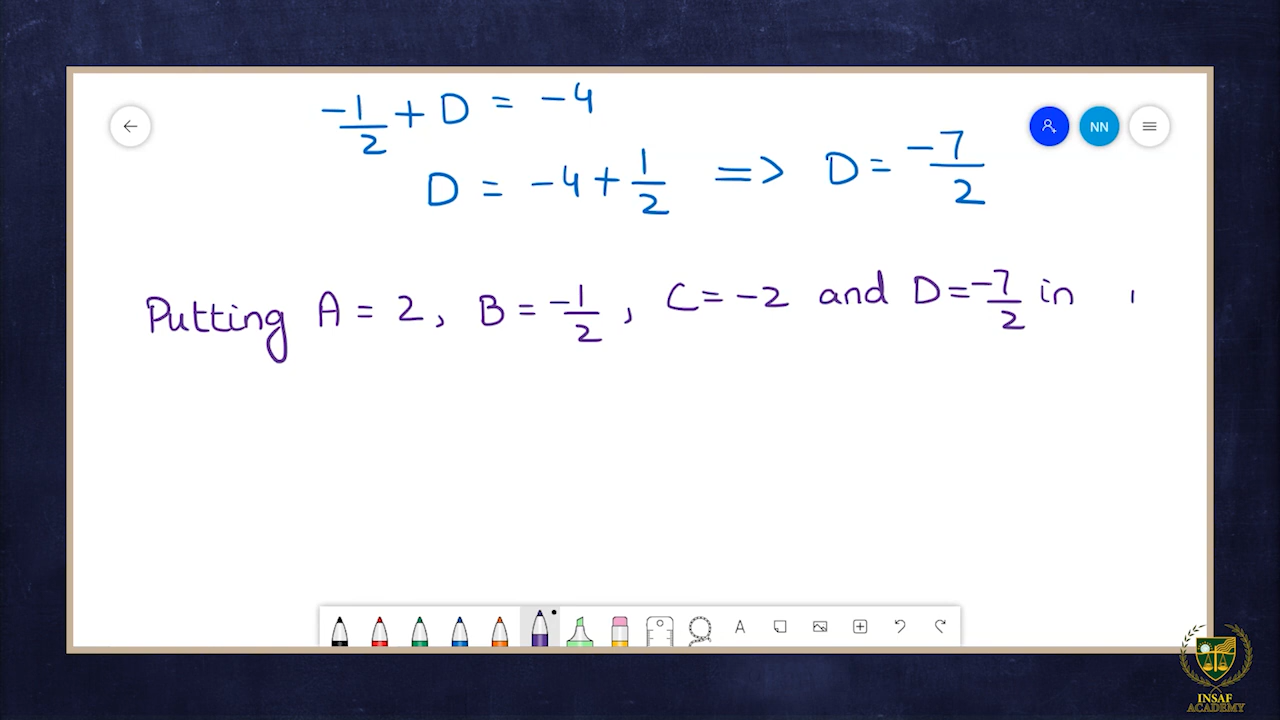 -1/2 + D = -4
D = -4 + 1/2 => D = -7/2
Putting A = 2, B = -1/2, C = -2 and D = -7/2 in
NN
A
INSAF
ACADEMY